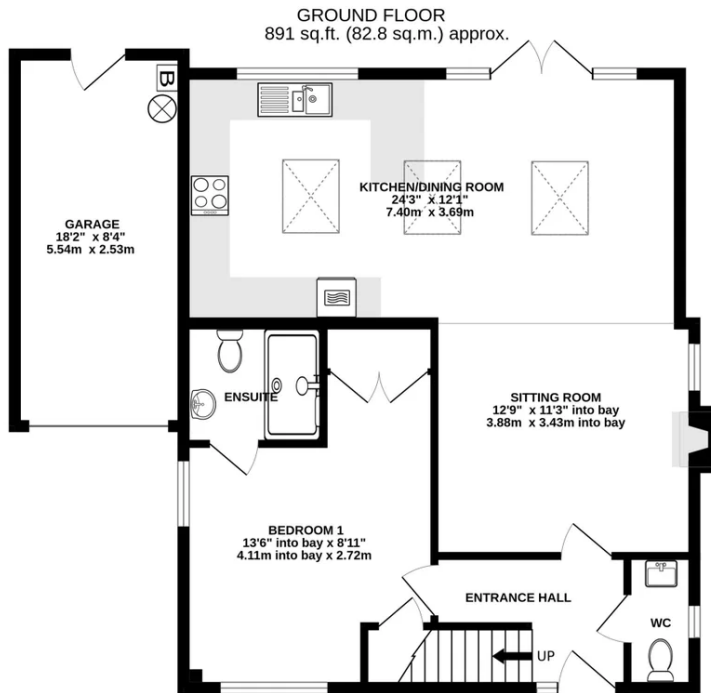 GROUND FLOOR
891 sq.ft. (82.8 sq.m.) approx.
B
KITCHEN/DINING ROOM
24'3" x 12'1"
7.40m x 3.69m
GARAGE
18'2" x 8'4"
5.54m x 2.53m
ENSUITE
SITTING ROOM
12'9" x 11'3" into bay
3.88m x 3.43m into bay
BEDROOM 1
13'6" into bay x 8'11"
4.11m into bay x 2.72m
ENTRANCE HALL
WC
UP